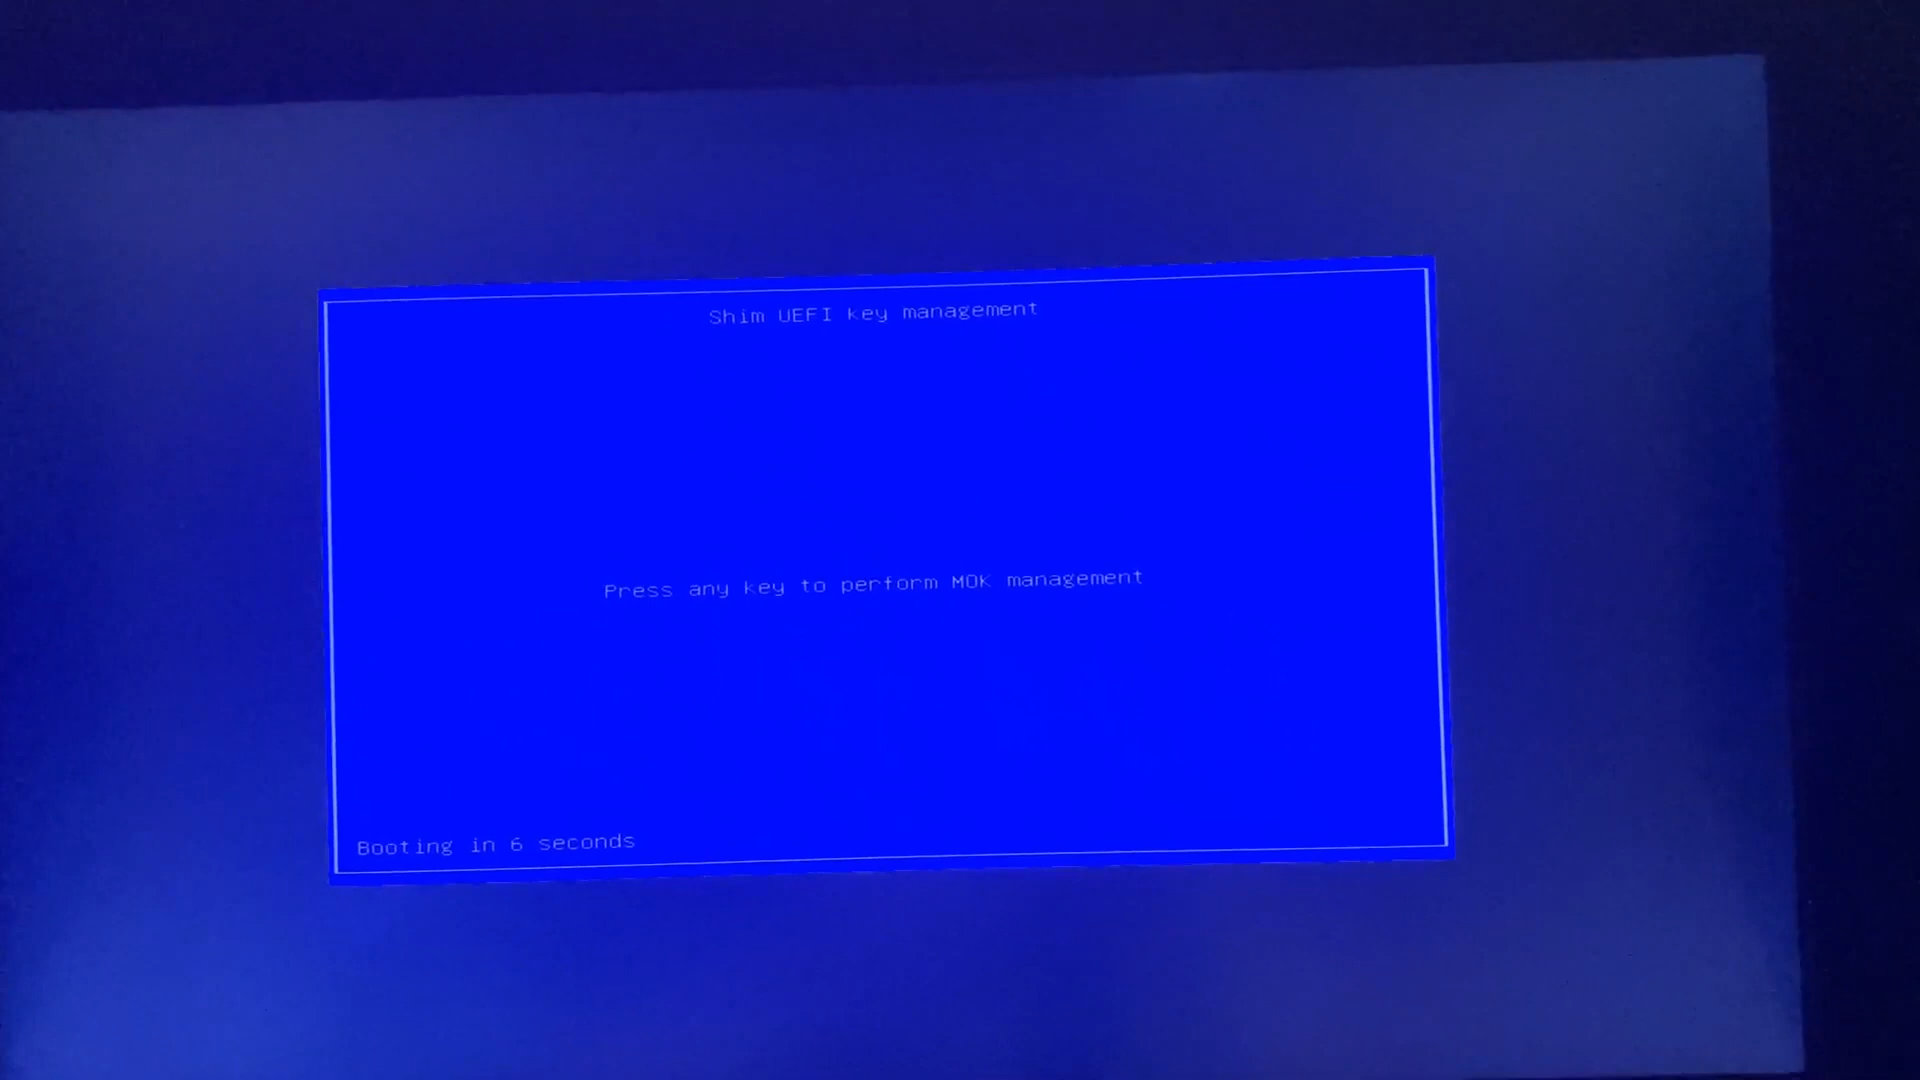 Shim UEFI key management
Press any key to perform MOK management
Booting in 6 seconds